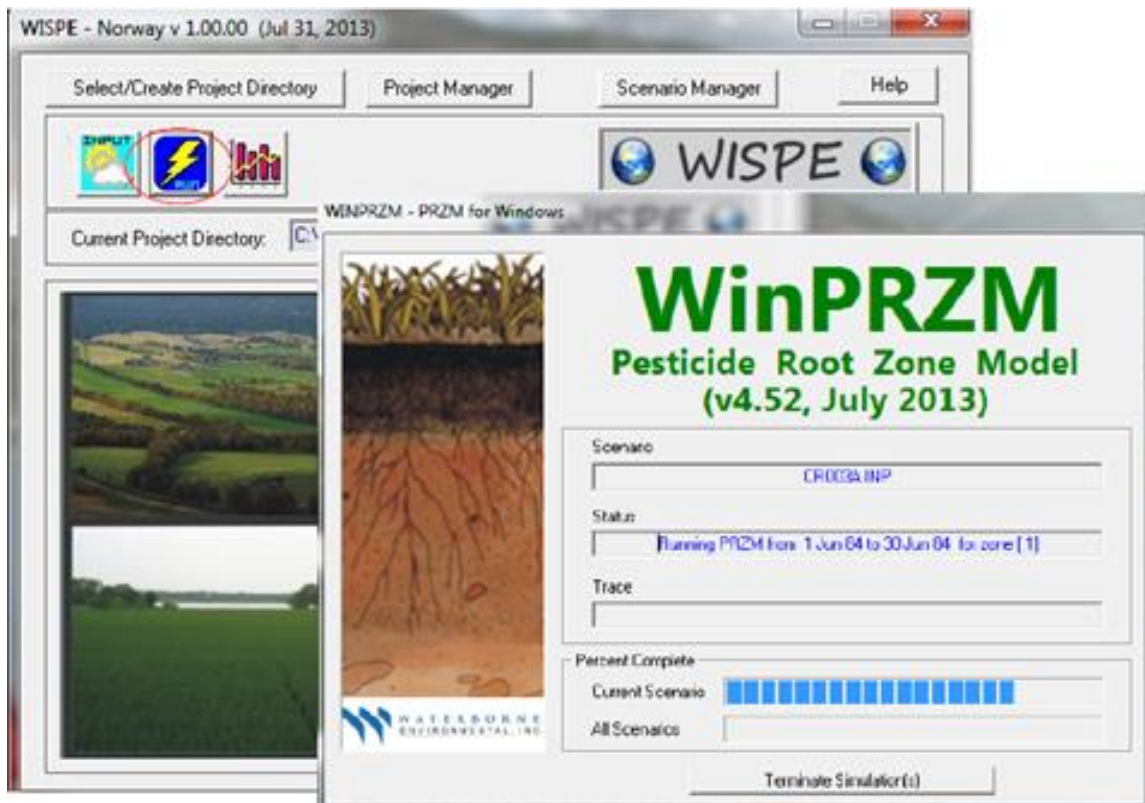 WISPE - Norway v 1.00.00 (Jul 31, 2013)
Select/Create Project Directory
Project Manager
Scenario Manager
Help
INPUT
RUN
WISPE
Current Project Directory:
WINPRZM - PRZM for Windows
WISPE
WinPRZM
Pesticide Root Zone Model
(v4.52, July 2013)
Scenario
CR003A.INP
Status
Running PRZM from 1 Jun 84 to 30 Jun 84 for zone [ 1]
Trace
Percent Complete
Current Scenario
All Scenarios
WATERBORNE
ENVIRONMENTAL, INC
Terminate Simulation(s)